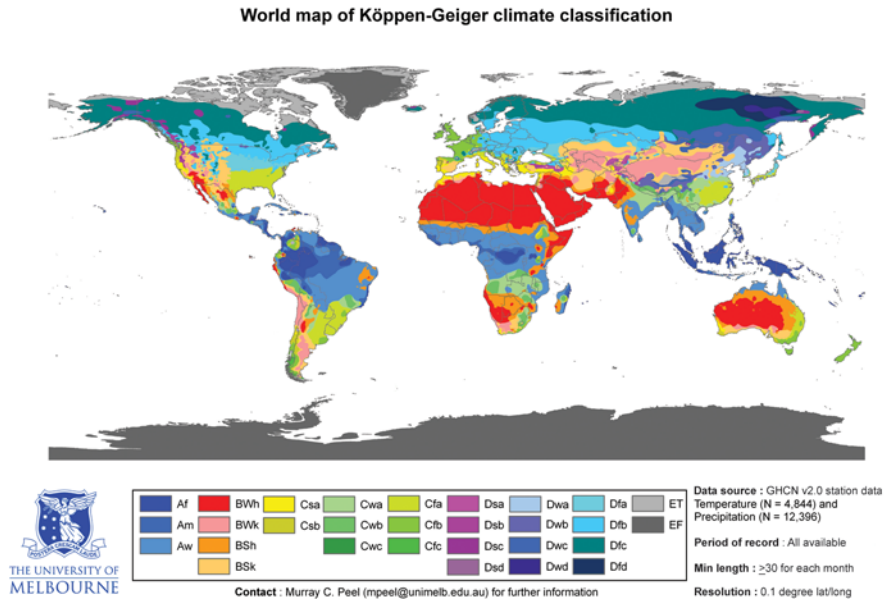 World map of Köppen-Geiger climate classification
POSTERA CRESCAM LAUDE
THE UNIVERSITY OF
MELBOURNE
Af
Am
Aw
BWh
BWk
BSh
BSk
Csa
Csb
Cwa
Cwb
Cwc
Cfa
Cfb
Cfc
Dsa
Dsb
Dsc
Dsd
Dwa
Dwb
Dwc
Dwd
Dfa
Dfb
Dfc
Dfd
ET
EF
Contact : Murray C. Peel (mpeel@unimelb.edu.au) for further information
Data source : GHCN v2.0 station data
Temperature (N = 4,844) and
Precipitation (N = 12,396)
Period of record : All available
Min length : ≥30 for each month
Resolution : 0.1 degree lat/long